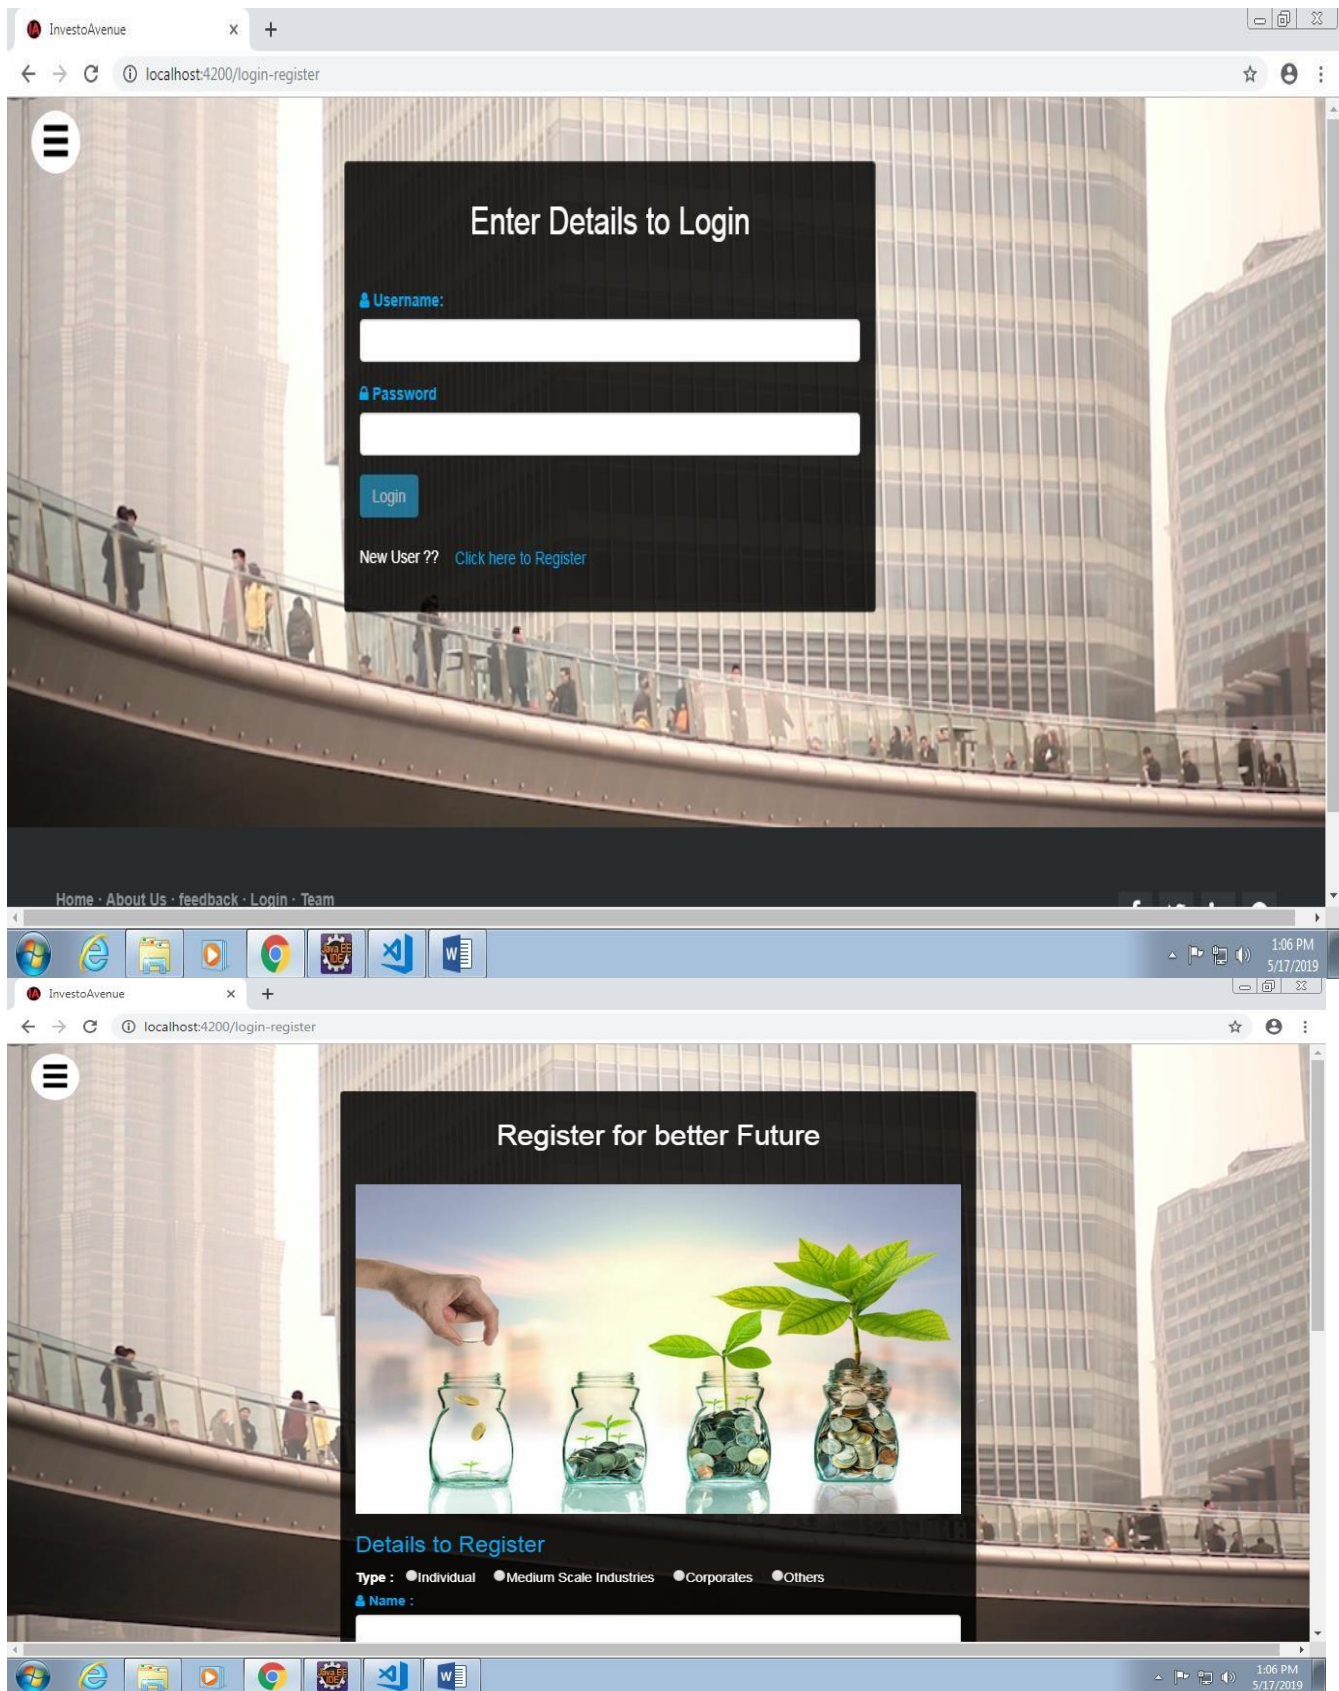 InvestoAvenue
localhost:4200/login-register
Enter Details to Login
Username:
Password
Login
New User ?? Click here to Register
Home · About Us · feedback · Login · Team
1:06 PM
5/17/2019
InvestoAvenue
localhost:4200/login-register
Register for better Future
Details to Register
Type : Individual Medium Scale Industries Corporates Others
Name :
1:06 PM
5/17/2019